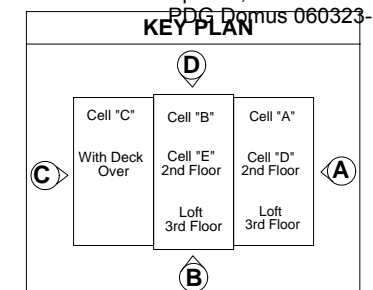 PDG Domus 060323-
KEY PLAN
D
Cell "C"
With Deck
Over
Cell "B"
Cell "E"
2nd Floor
Loft
3rd Floor
Cell "A"
Cell "D"
2nd Floor
Loft
3rd Floor
C
A
B